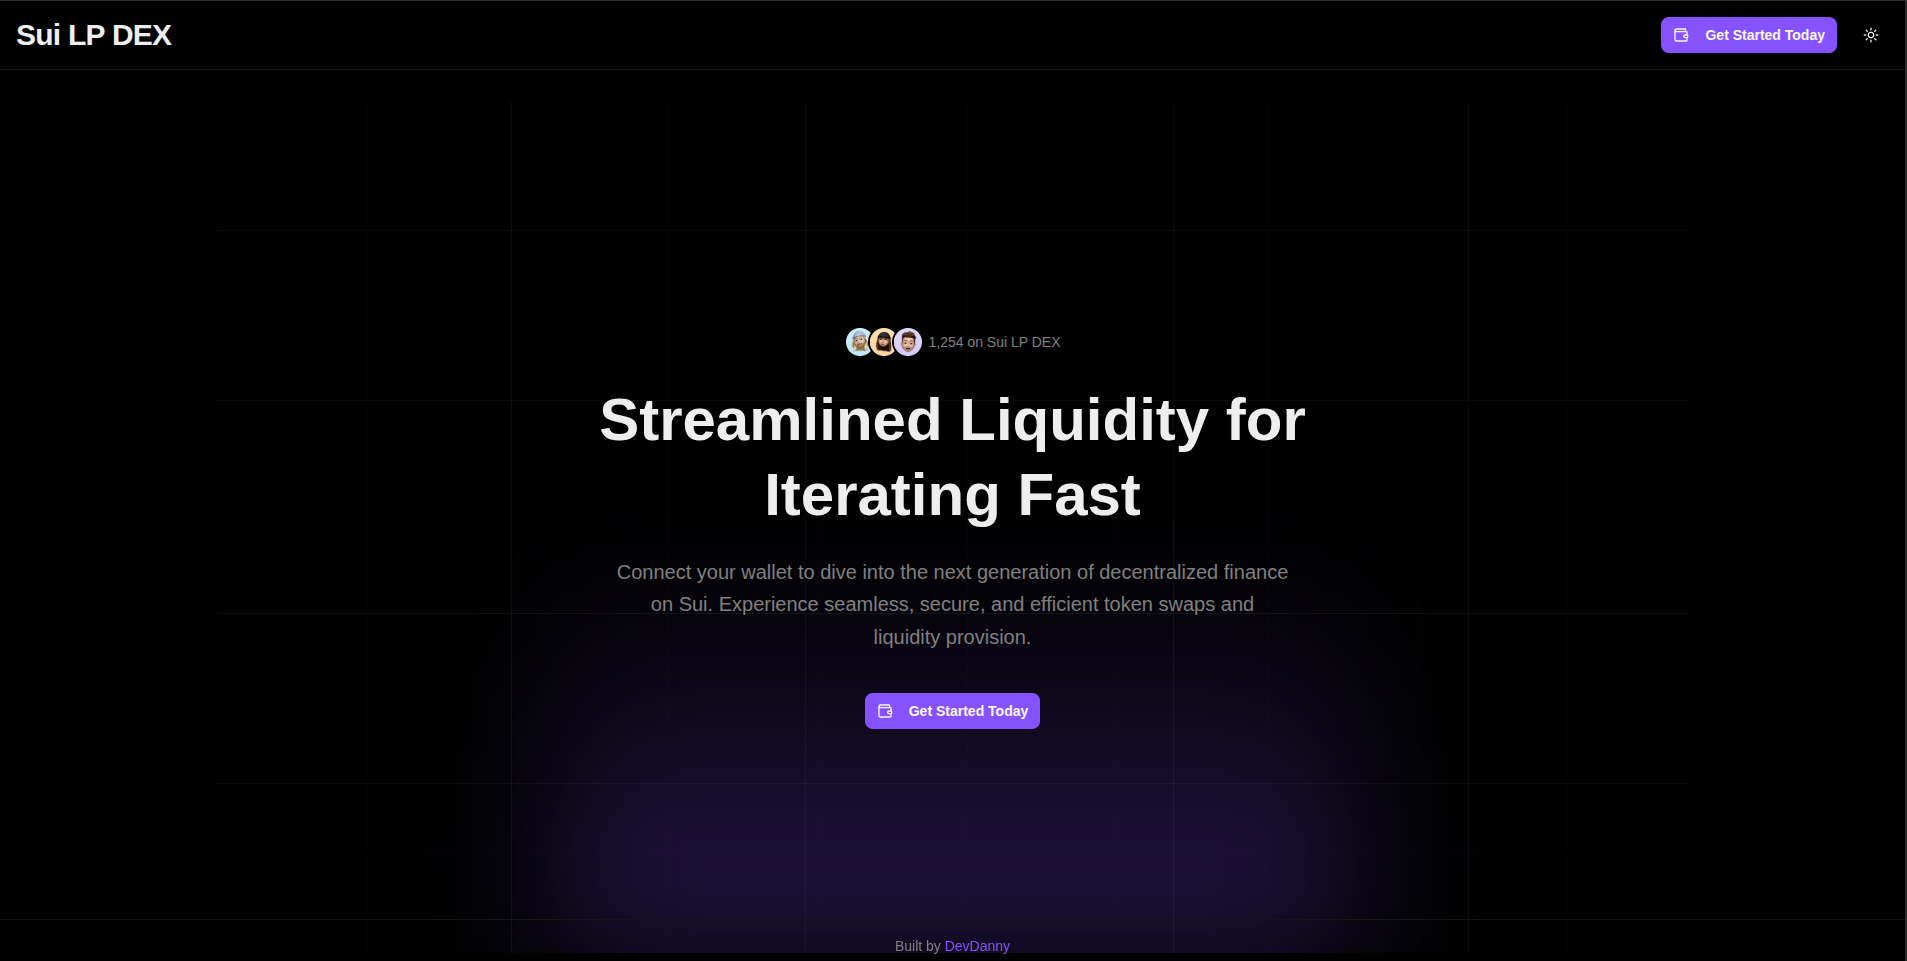 Sui LP DEX
Get Started Today
1,254 on Sui LP DEX
Streamlined Liquidity for
Iterating Fast
Connect your wallet to dive into the next generation of decentralized finance
on Sui. Experience seamless, secure, and efficient token swaps and
liquidity provision.
Get Started Today
Built by DevDanny